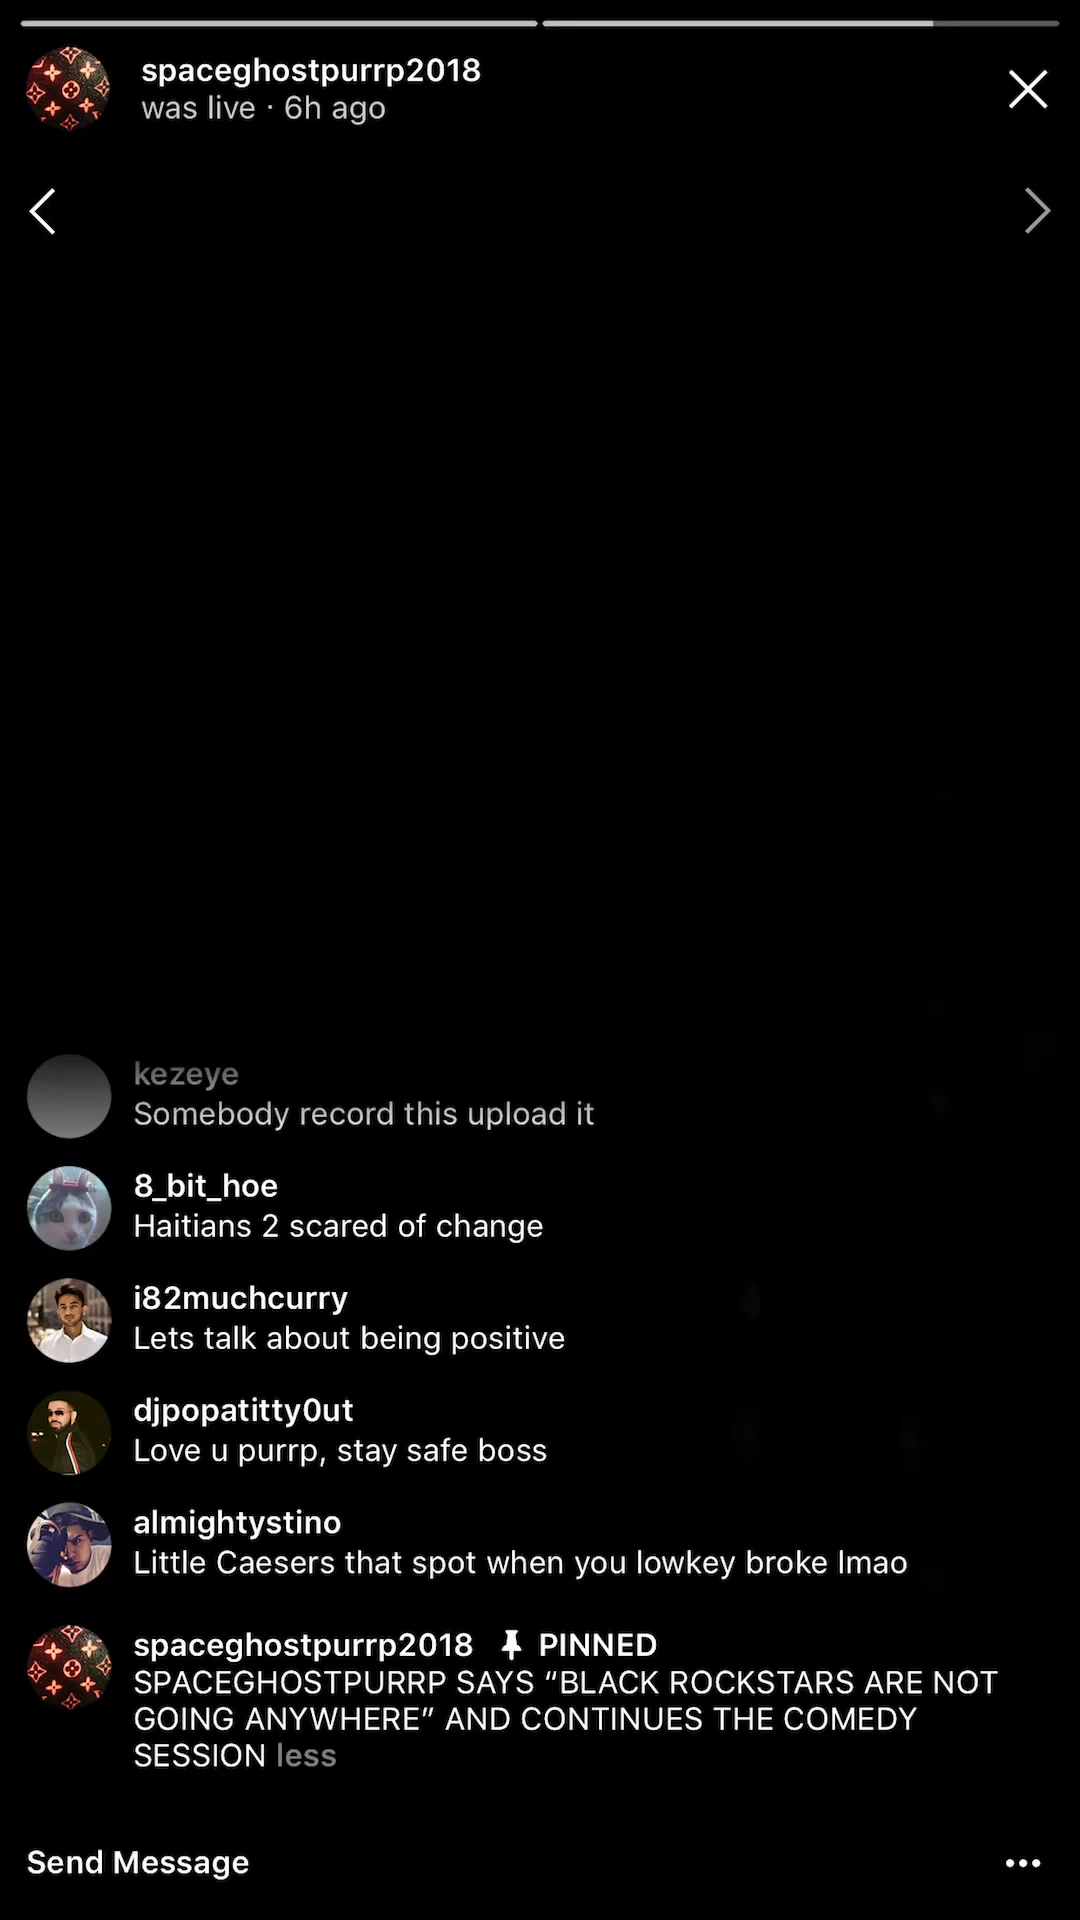 spaceghostpurrp2018
was live · 6h ago
kezeye
Somebody record this upload it
8_bit_hoe
Haitians 2 scared of change
i82muchcurry
Lets talk about being positive
djpopatitty0ut
Love u purrp, stay safe boss
almightystino
Little Caesers that spot when you lowkey broke lmao
spaceghostpurrp2018 PINNED
SPACEGHOSTPURRP SAYS “BLACK ROCKSTARS ARE NOT
GOING ANYWHERE” AND CONTINUES THE COMEDY
SESSION less
Send Message